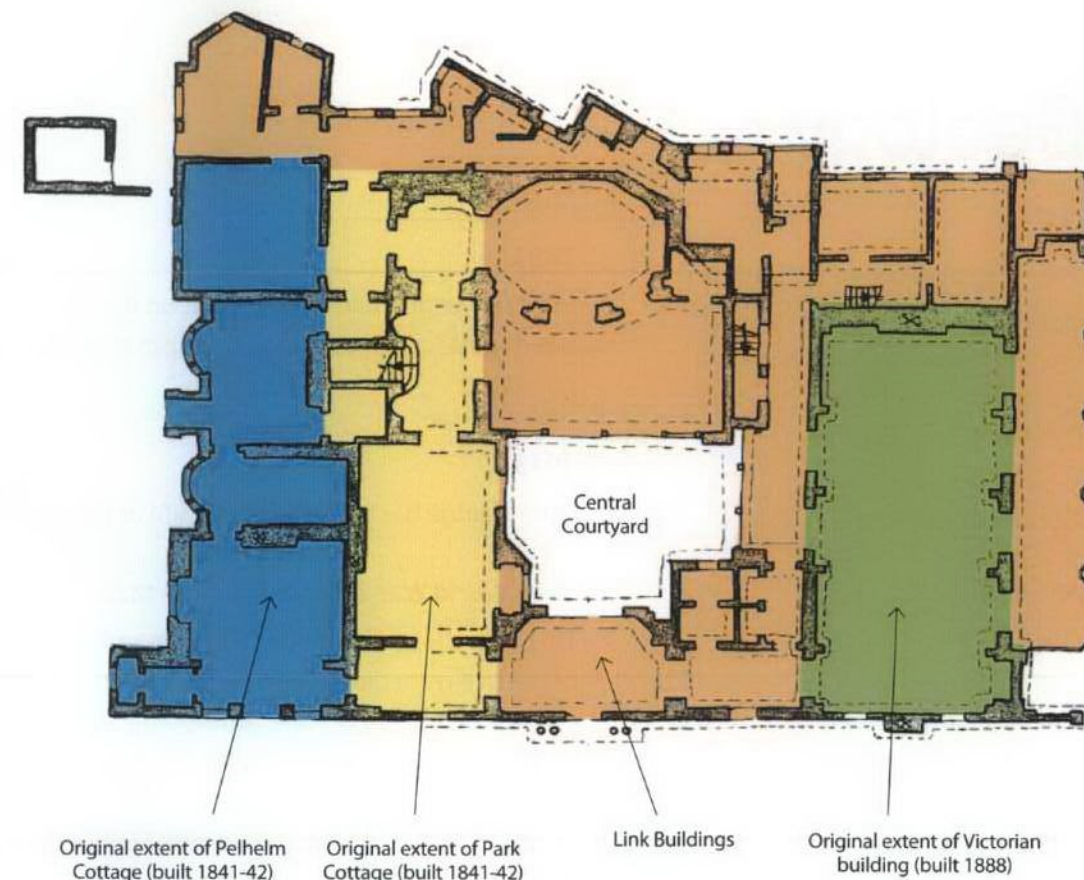 Central
Courtyard
Original extent of Pelhelm
Cottage (built 1841-42)
Original extent of Park
Cottage (built 1841-42)
Link Buildings
Original extent of Victorian
building (built 1888)